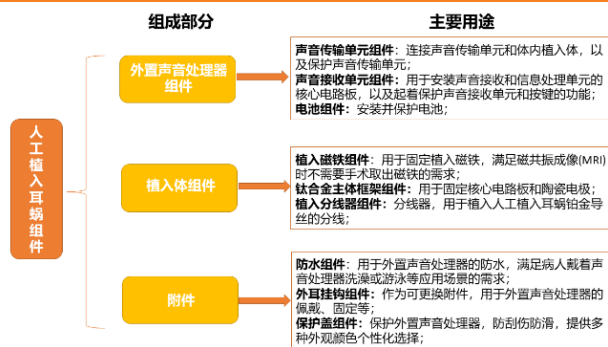 组成部分
主要用途
人工植入耳蜗组件
外置声音处理器
组件
声音传输单元组件：连接声音传输单元和体内植入体，以
及保护声音传输单元；
声音接收单元组件：用于安装声音接收和信息处理单元的
核心电路板，以及起着保护声音接收单元和按键的功能；
电池组件：安装并保护电池；
植入体组件
植入磁铁组件：用于固定植入磁铁，满足磁共振成像(MRI)
时不需要手术取出磁铁的需求；
钛合金主体框架组件：用于固定核心电路板和陶瓷电极；
植入分线器组件：分线器，用于植入人工植入耳蜗铂金导
丝的分线；
附件
防水组件：用于外置声音处理器的防水，满足病人戴着声
音处理器洗澡或游泳等应用场景的需求；
外耳挂钩组件：作为可更换附件，用于外置声音处理器的
佩戴、固定等；
保护盖组件：保护外置声音处理器，防刮伤防滑，提供多
种外观颜色个性化选择；